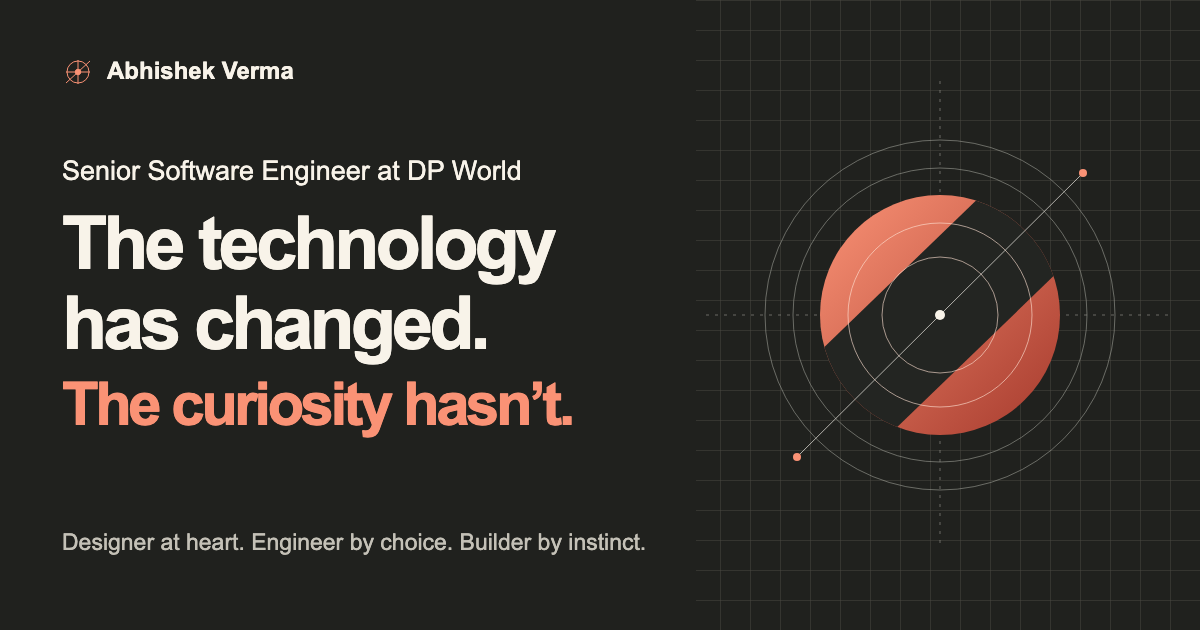 Abhishek Verma
Senior Software Engineer at DP World
The technology
has changed.
The curiosity hasn’t.
Designer at heart. Engineer by choice. Builder by instinct.